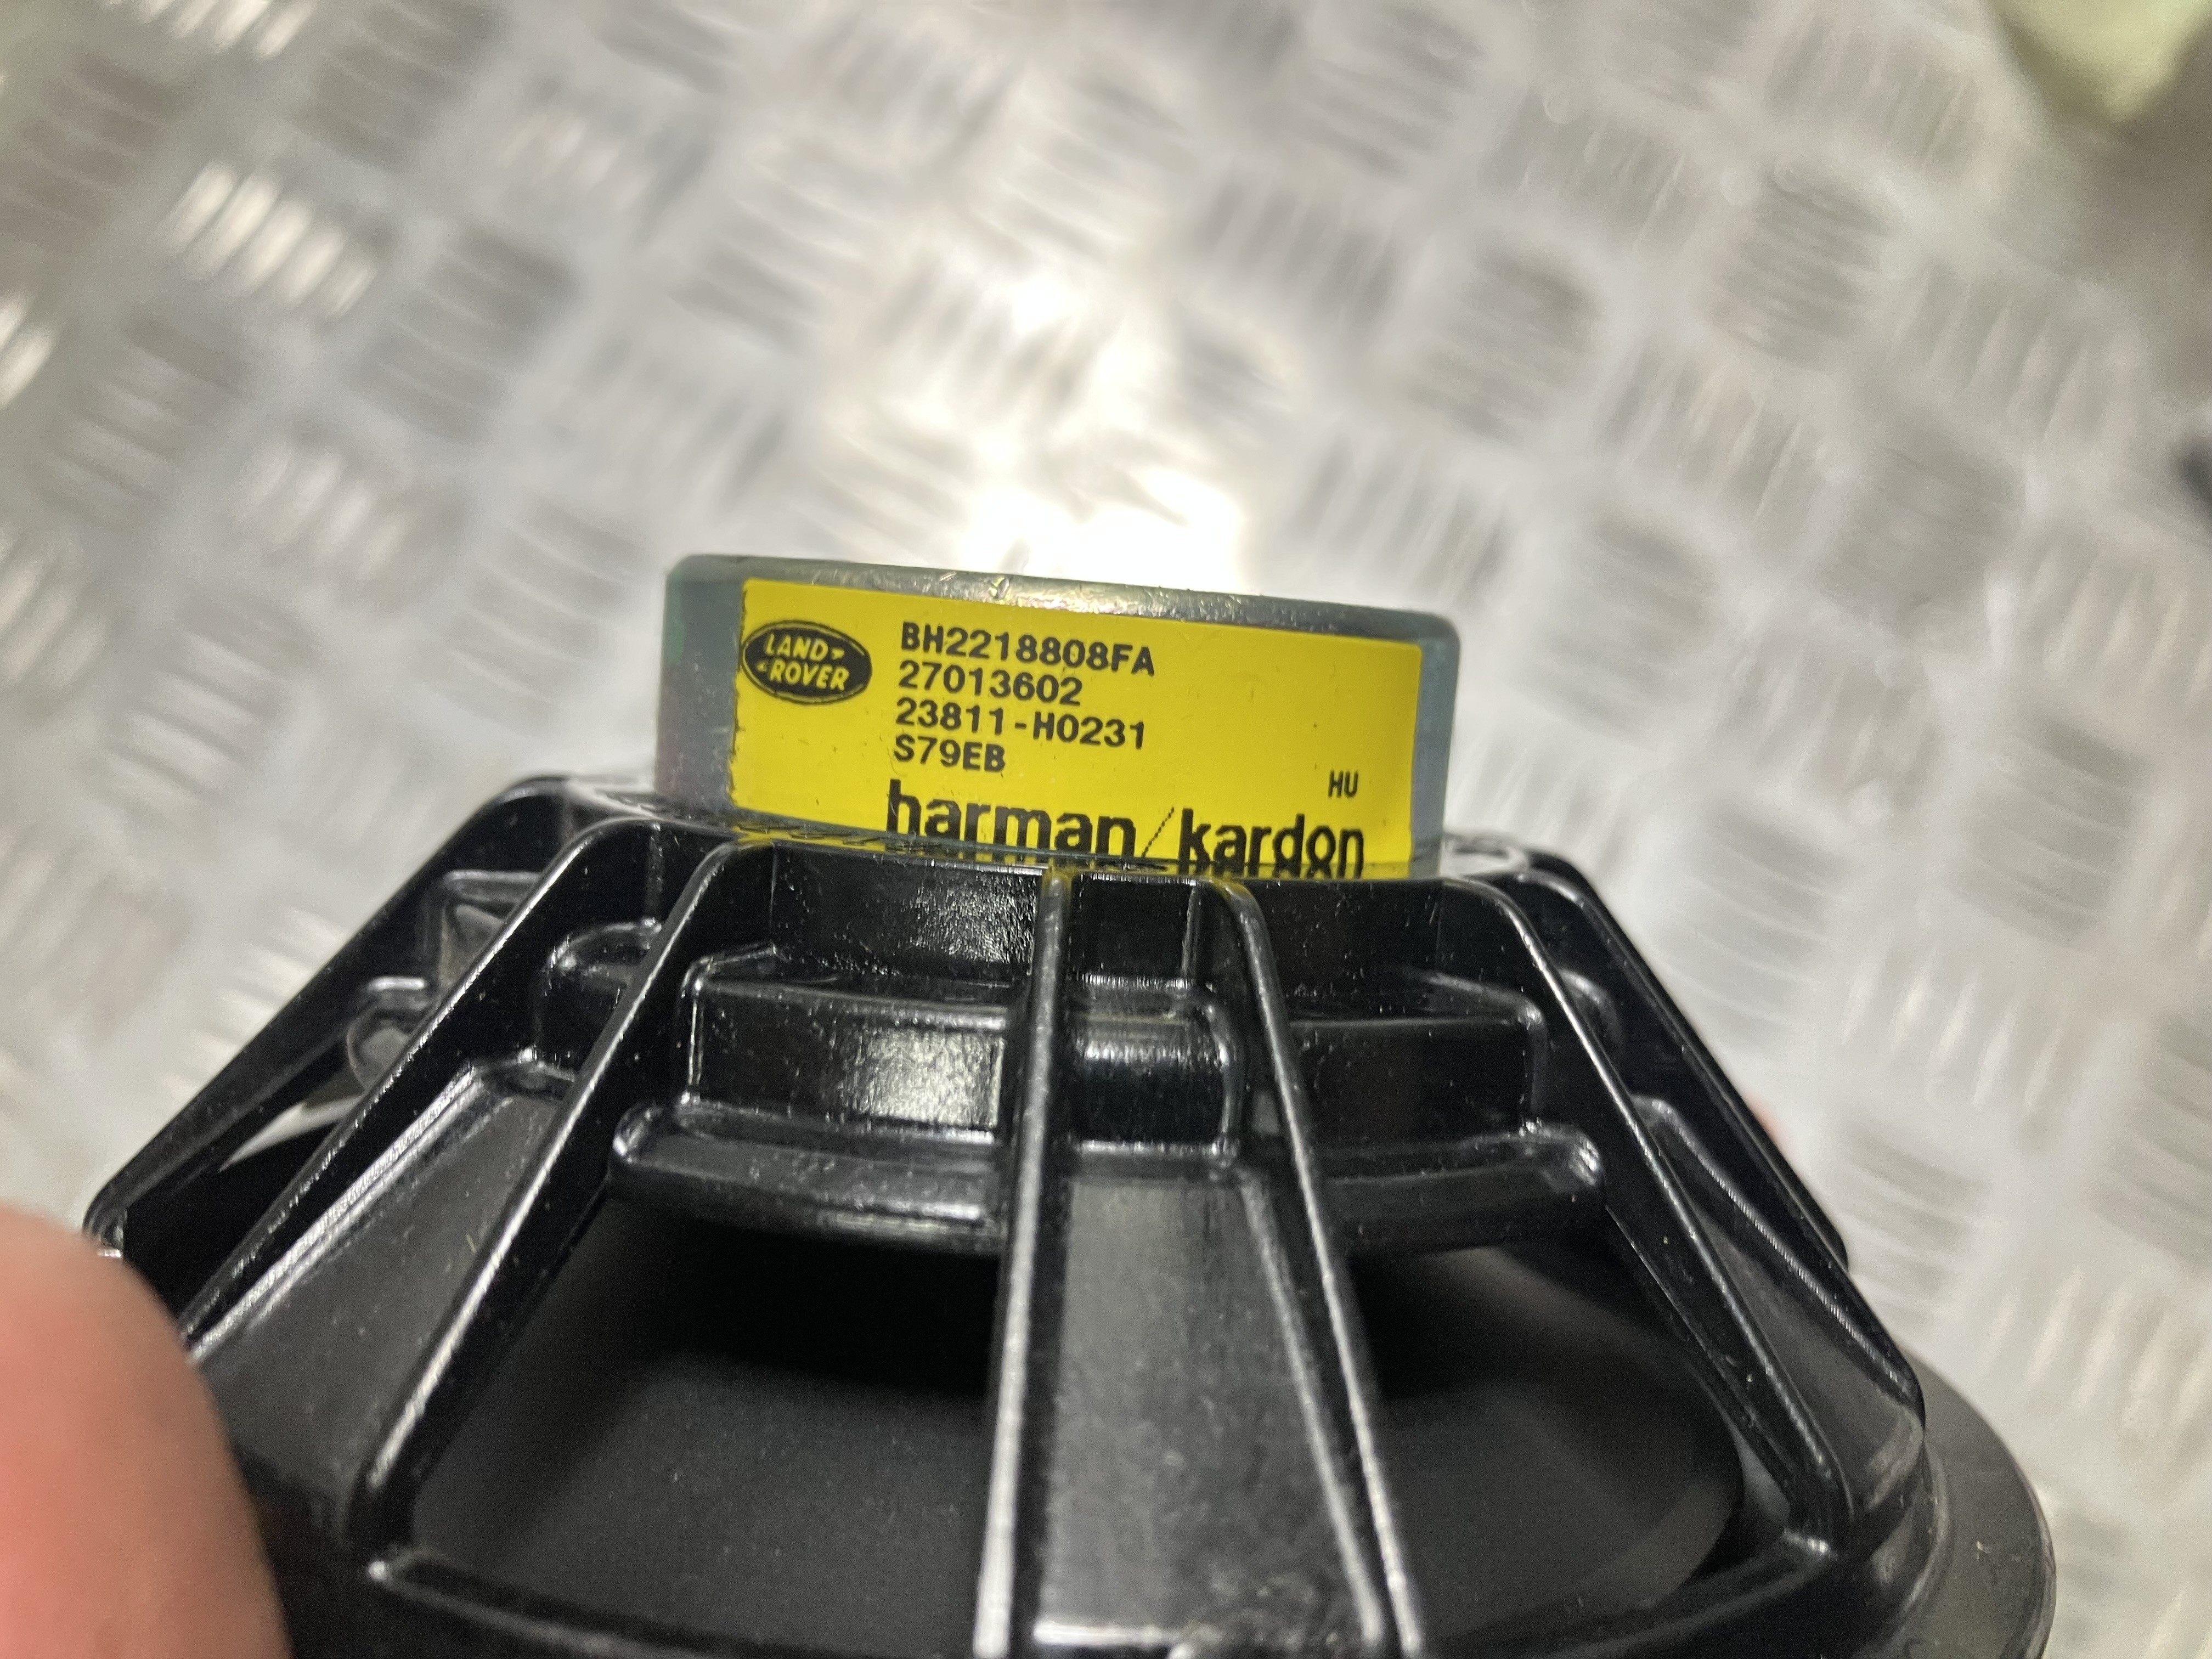 LAND
ROVER
BH2218808FA
27013602
23811-H0231
S79EB
HU
harman/kardon